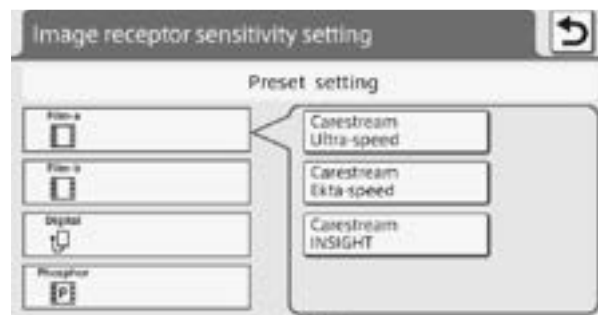 Image receptor sensitivity setting
Preset setting
Film-a
Film-b
Digital
Phosphor
P
Carestream
Ultra-speed
Carestream
Ekta-speed
Carestream
INSIGHT